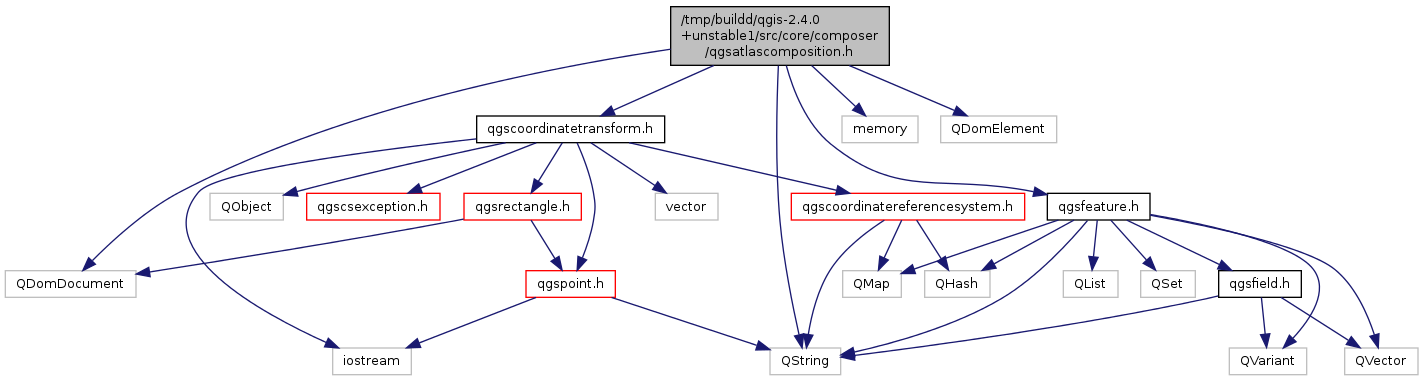 /tmp/buildd/qgis-2.4.0
+unstable1/src/core/composer
/qgsatlascomposition.h
qgscoordinatetransform.h
memory
QDomElement
QObject
qgscsexception.h
qgsrectangle.h
vector
qgscoordinatereferencesystem.h
qgsfeature.h
QDomDocument
qgspoint.h
QMap
QHash
QList
QSet
qgsfield.h
iostream
QString
QVariant
QVector